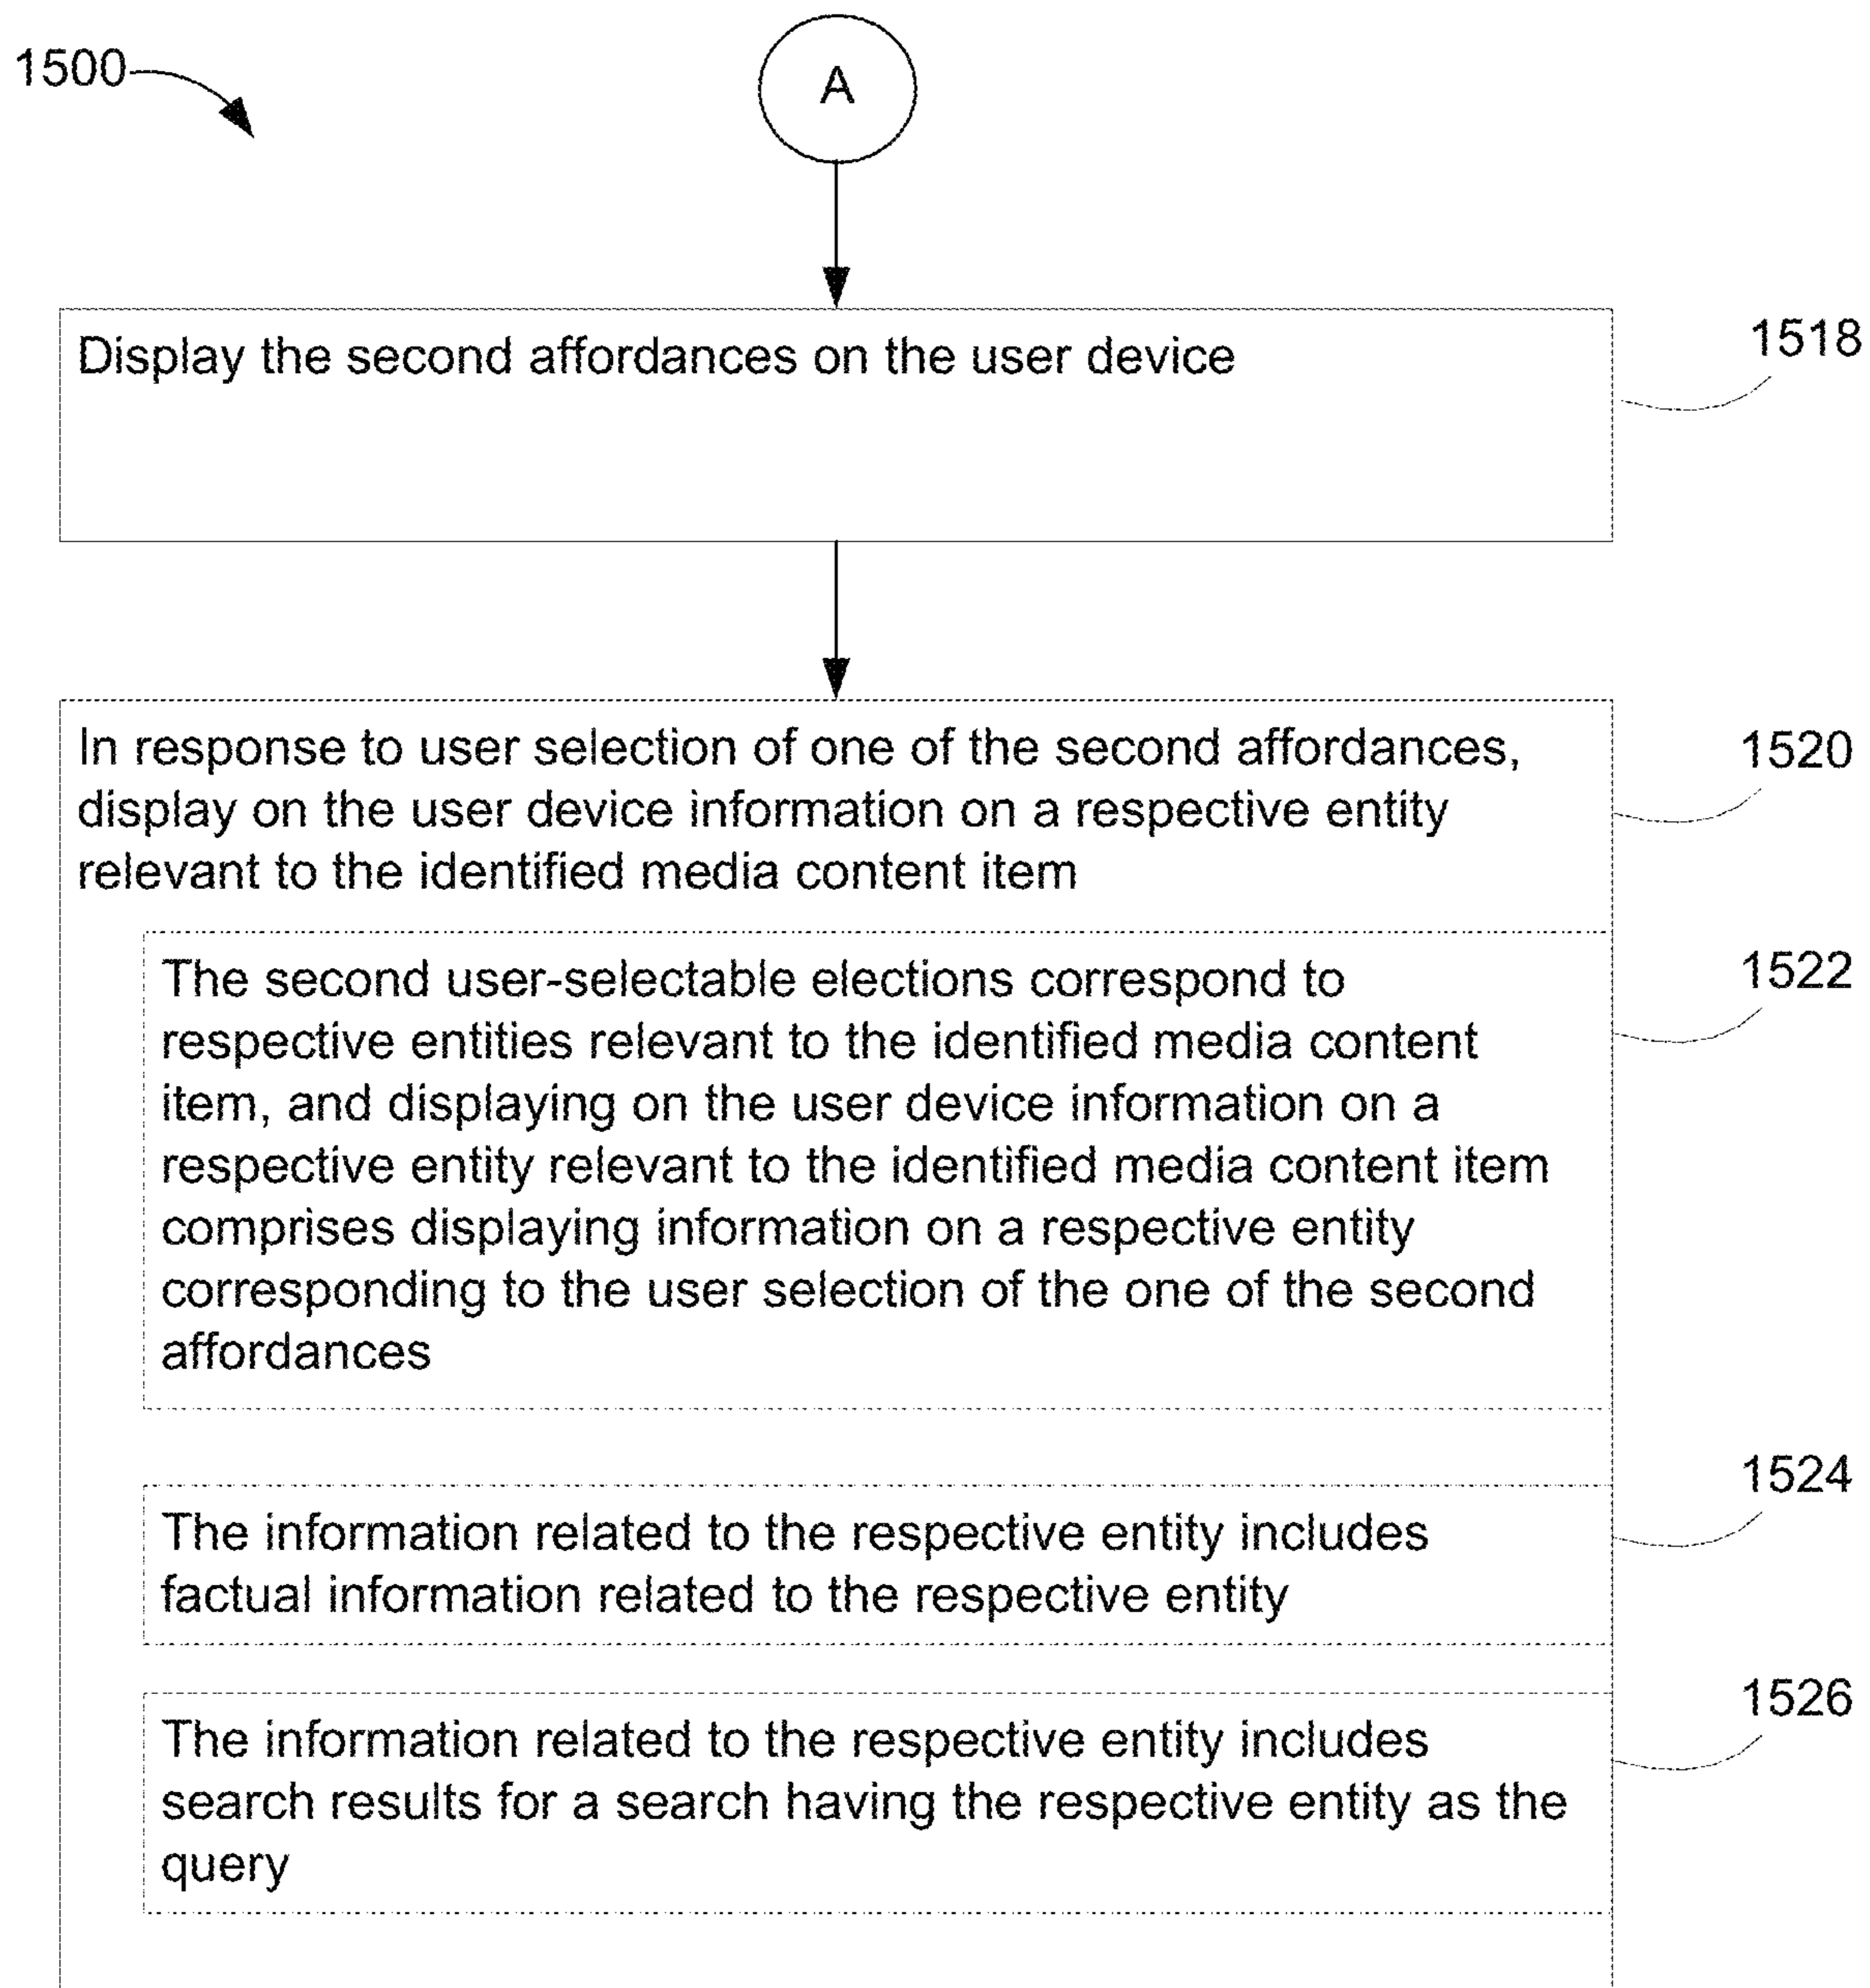 1500
A
Display the second affordances on the user device
1518
In response to user selection of one of the second affordances,
display on the user device information on a respective entity
relevant to the identified media content item
1520
The second user-selectable elections correspond to
respective entities relevant to the identified media content
item, and displaying on the user device information on a
respective entity relevant to the identified media content item
comprises displaying information on a respective entity
corresponding to the user selection of the one of the second
affordances
1522
The information related to the respective entity includes
factual information related to the respective entity
1524
The information related to the respective entity includes
search results for a search having the respective entity as the
query
1526